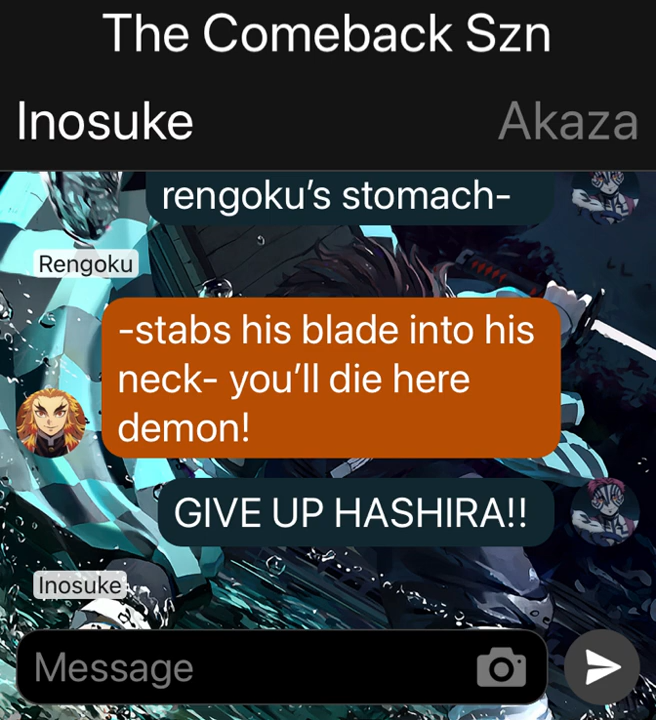 The Comeback Szn
Inosuke
Akaza
rengoku’s stomach-
Rengoku
-stabs his blade into his
neck- you’ll die here
demon!
GIVE UP HASHIRA!!
Inosuke
Message